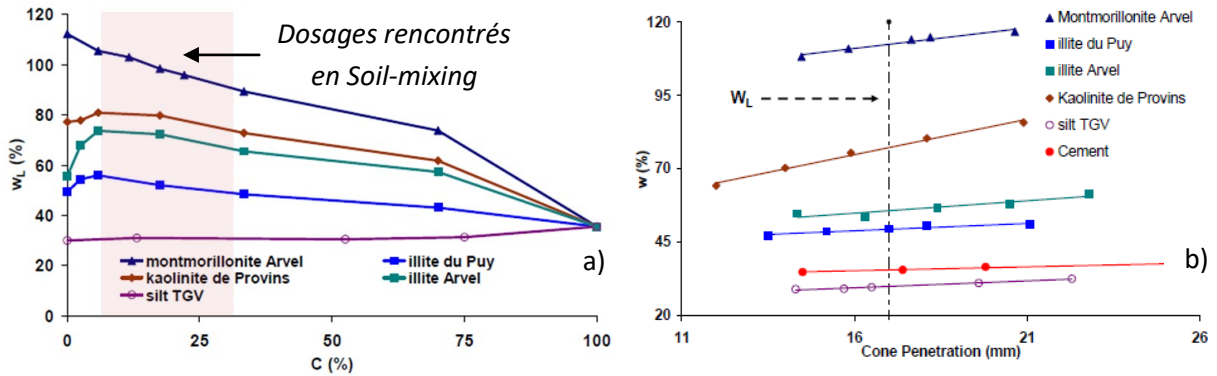 120
100
80
60
40
20
0
w_L (%)
Dosages rencontrés
en Soil-mixing
montmorillonite Arvel
illite du Puy
kaolinite de Provins
illite Arvel
silt TGV
a)
0
25
50
75
100
C (%)
120
95
70
45
20
w (%)
W_L
Montmorillonite Arvel
illite du Puy
illite Arvel
Kaolinite de Provins
silt TGV
Cement
b)
11
16
21
26
Cone Penetration (mm)